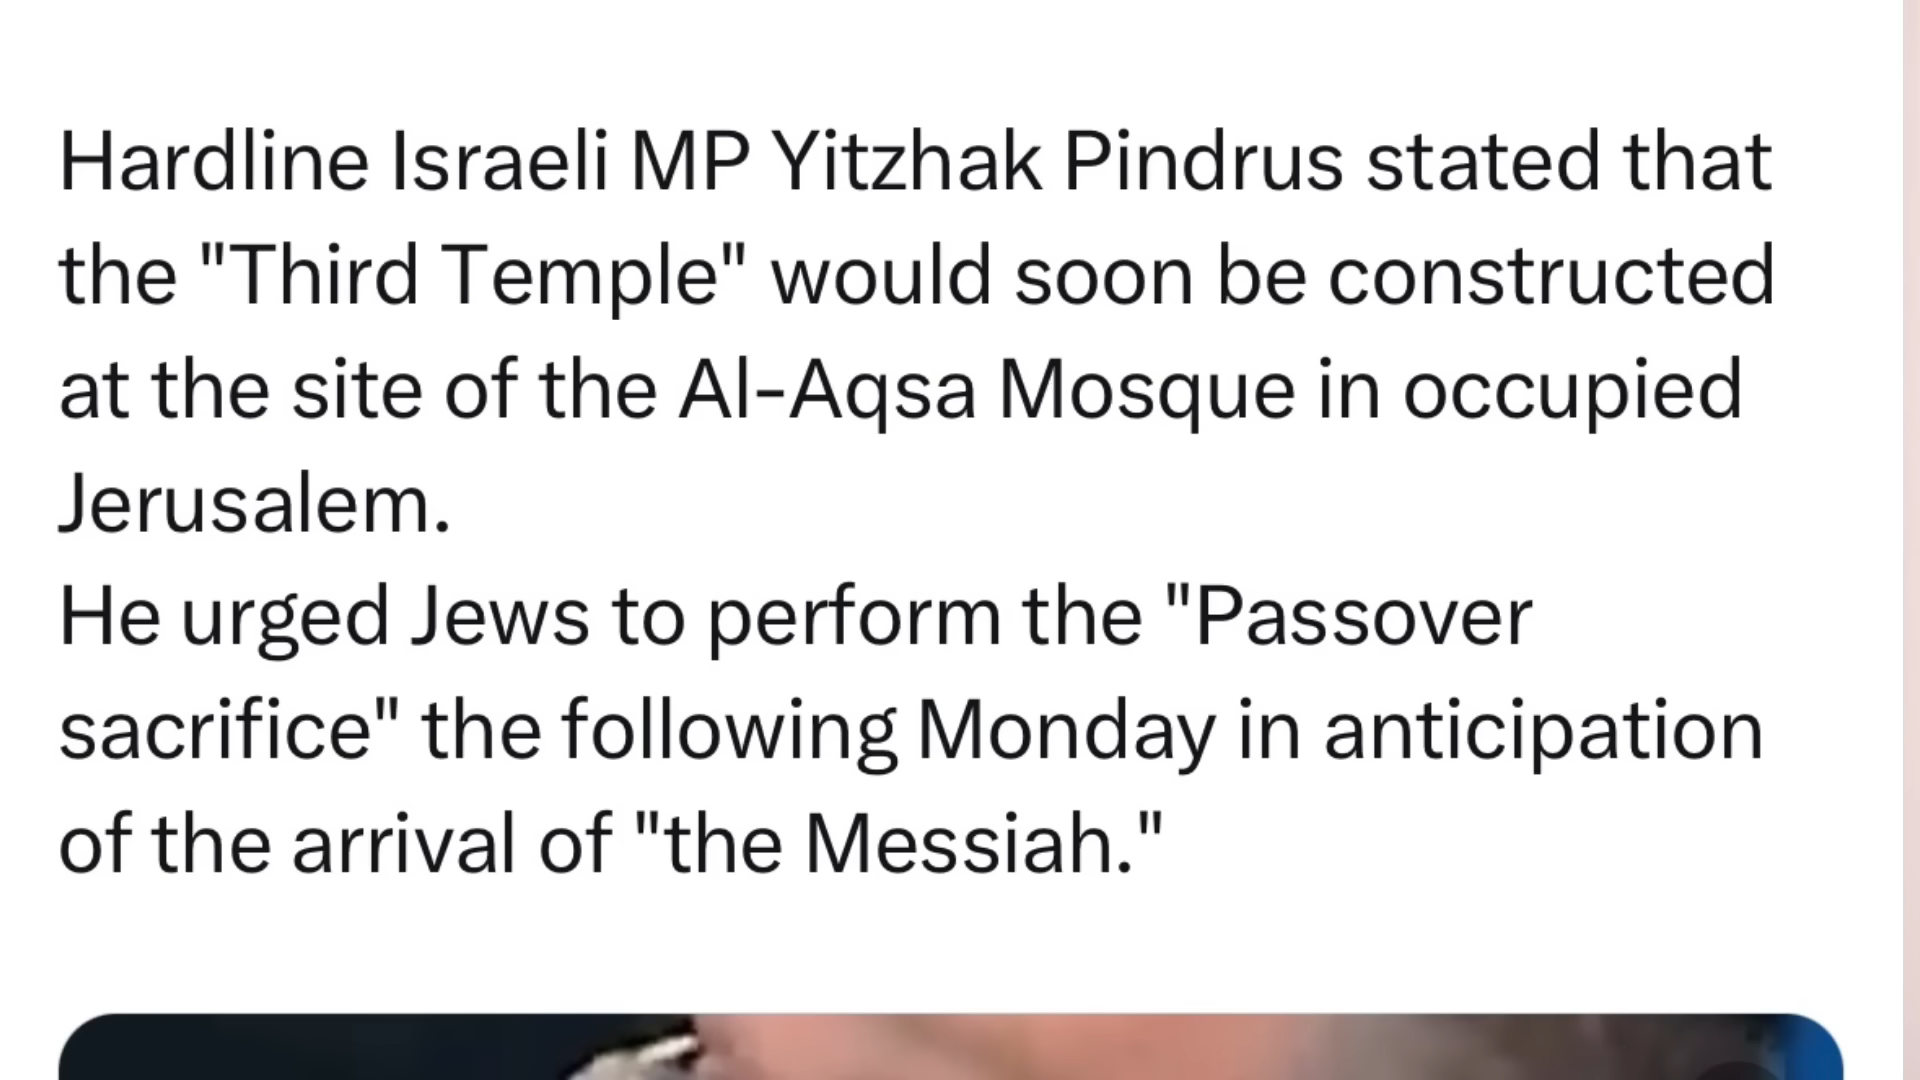 Hardline Israeli MP Yitzhak Pindrus stated that
the "Third Temple" would soon be constructed
at the site of the Al-Aqsa Mosque in occupied
Jerusalem.
He urged Jews to perform the "Passover
sacrifice" the following Monday in anticipation
of the arrival of "the Messiah."